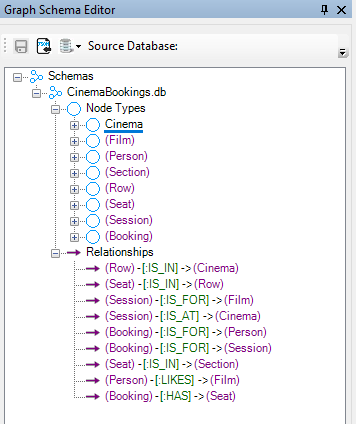 Graph Schema Editor
JSON
Source Database:
Schemas
CinemaBookings.db
Node Types
Cinema
(Film)
(Person)
(Section)
(Row)
(Seat)
(Session)
(Booking)
Relationships
(Row)-[:IS_IN]->(Cinema)
(Seat)-[:IS_IN]->(Row)
(Session)-[:IS_FOR]->(Film)
(Session)-[:IS_AT]->(Cinema)
(Booking)-[:IS_FOR]->(Person)
(Booking)-[:IS_FOR]->(Session)
(Seat)-[:IS_IN]->(Section)
(Person)-[:LIKES]->(Film)
(Booking)-[:HAS]->(Seat)